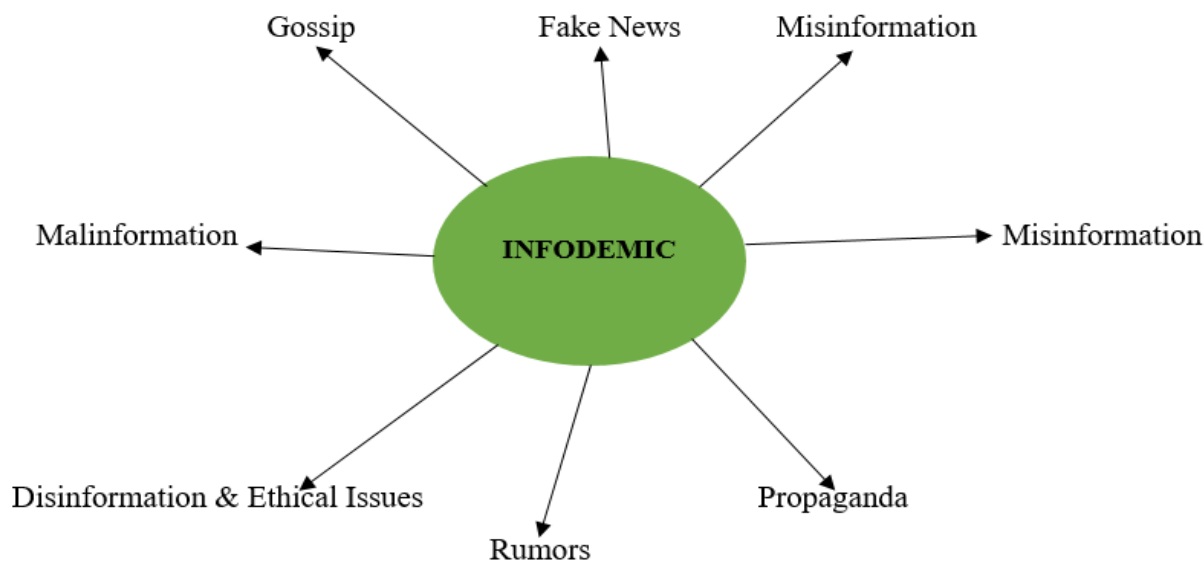 Gossip
Fake News
Misinformation
Malinformation
INFODEMIC
Misinformation
Disinformation & Ethical Issues
Propaganda
Rumors